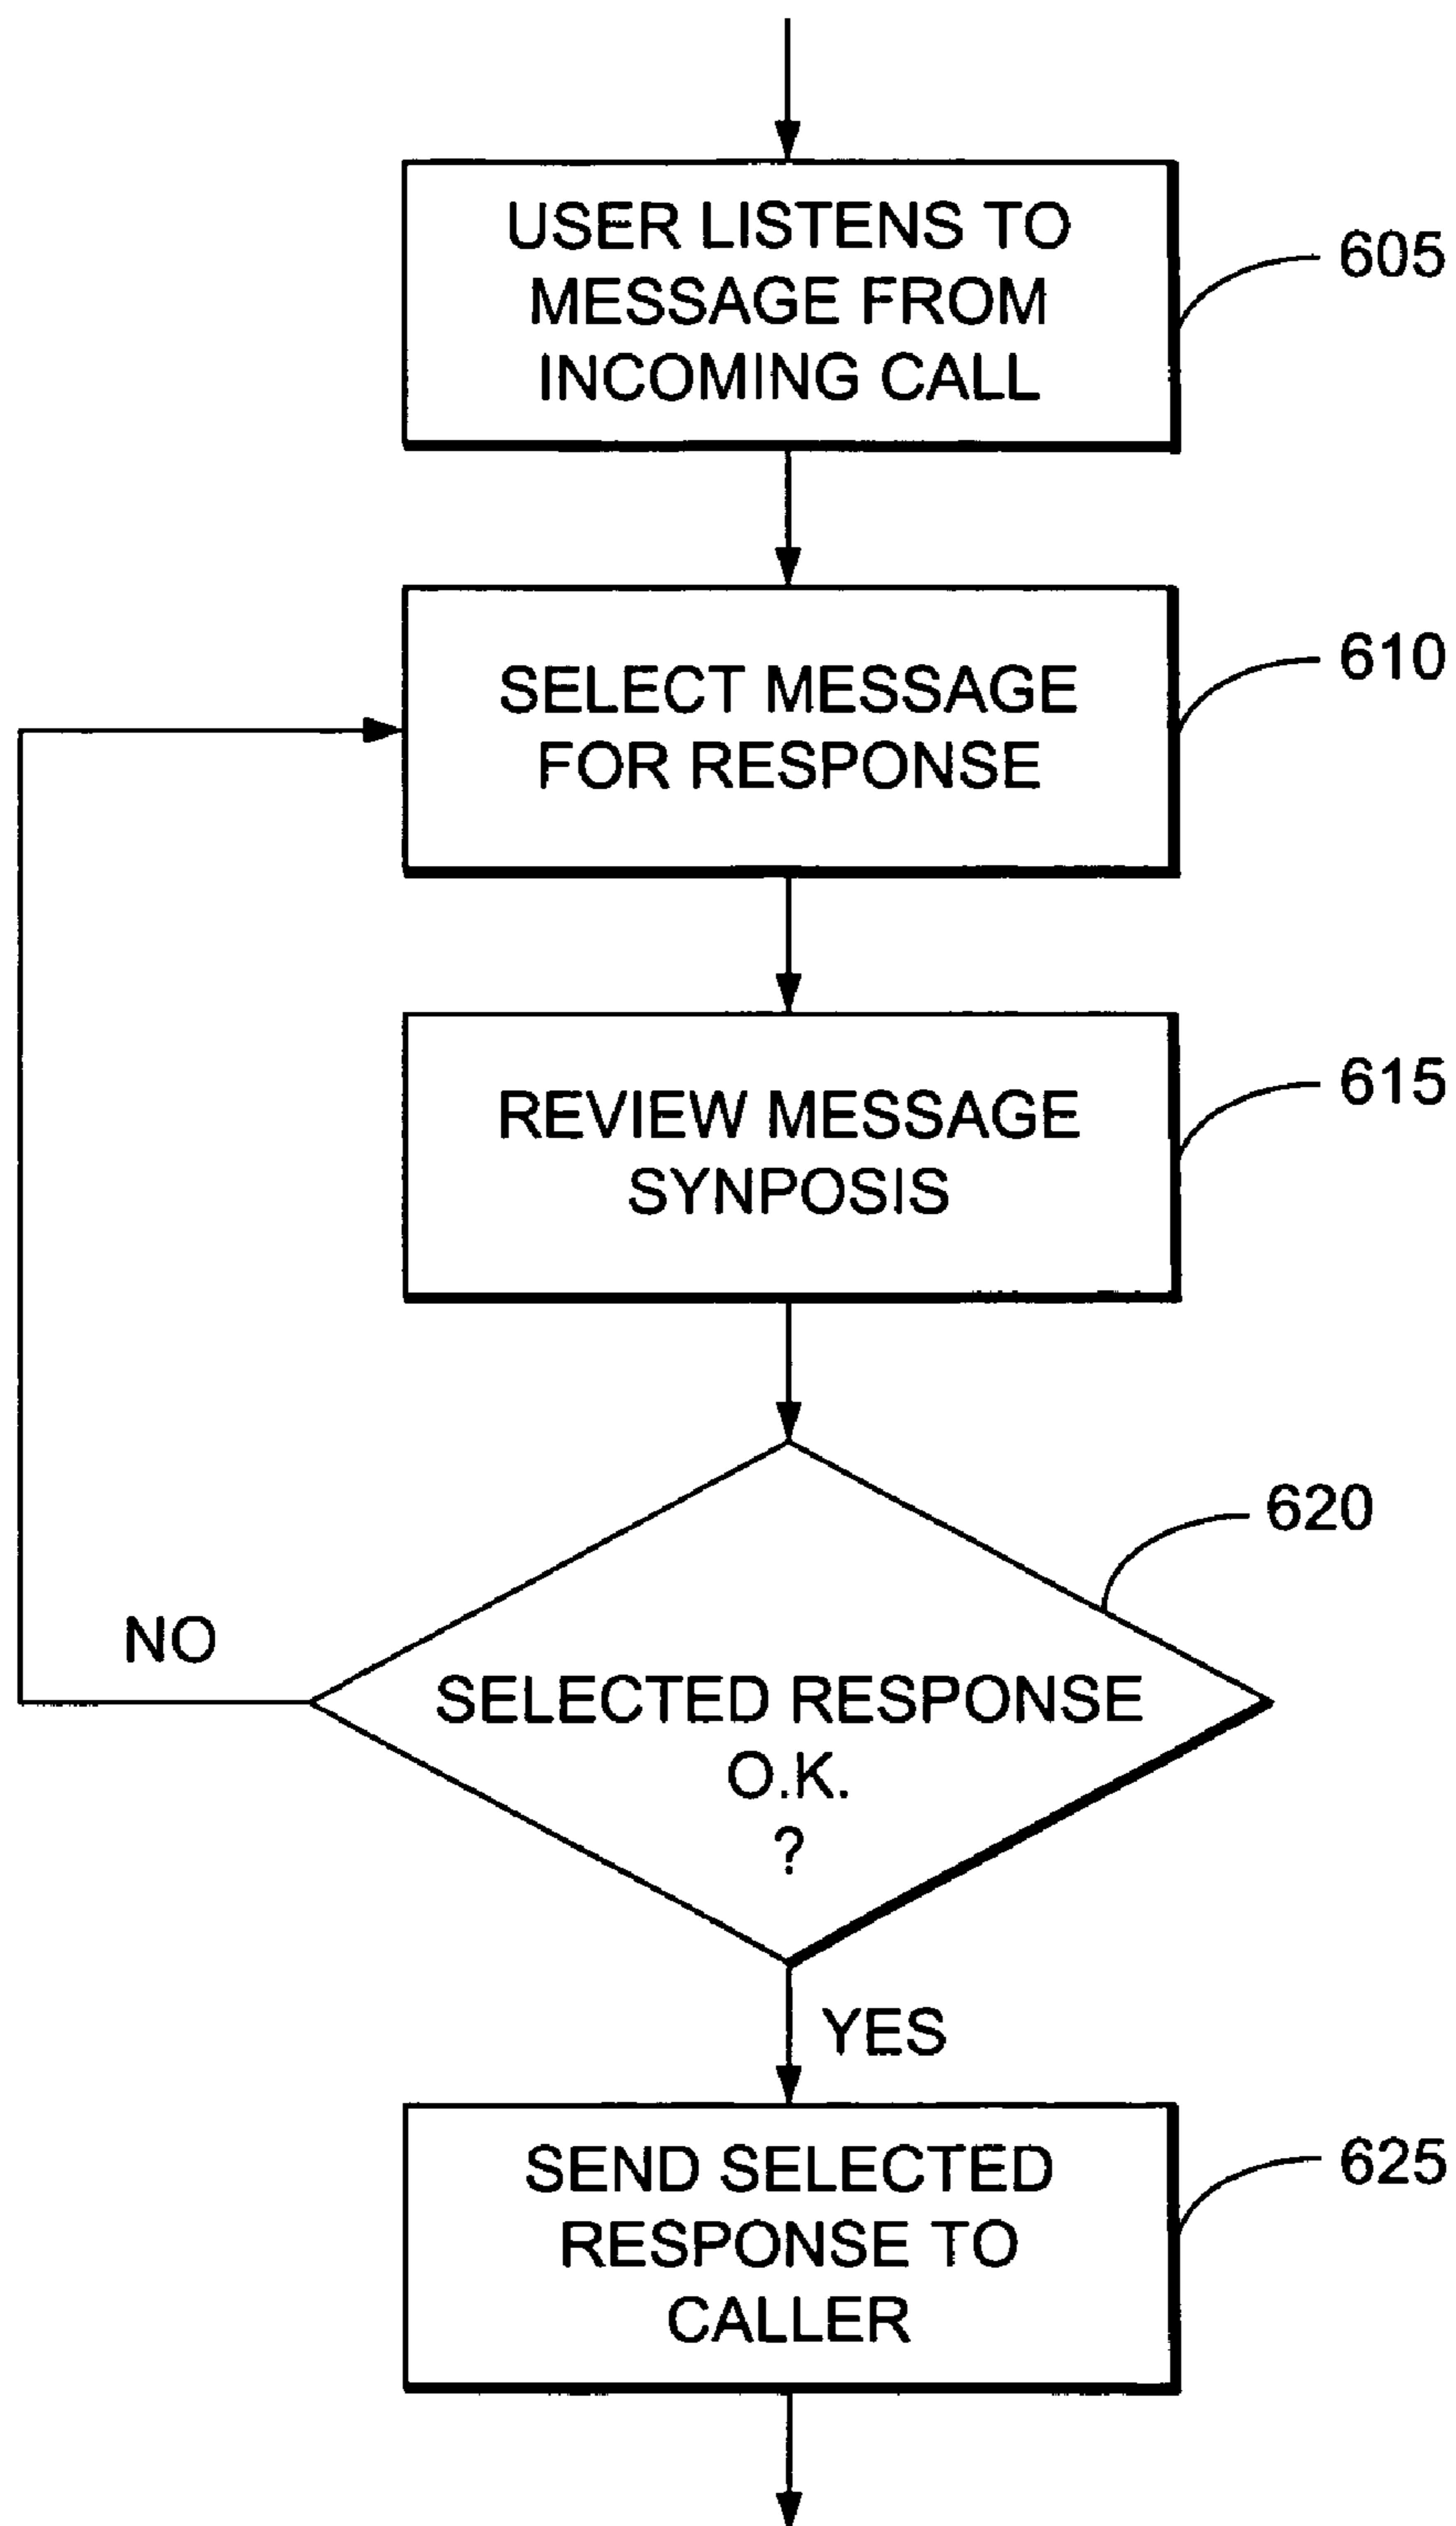 USER LISTENS TO
MESSAGE FROM
INCOMING CALL
605
SELECT MESSAGE
FOR RESPONSE
610
REVIEW MESSAGE
SYNPOSIS
615
620
NO
SELECTED RESPONSE
O.K.
?
YES
SEND SELECTED
RESPONSE TO
CALLER
625